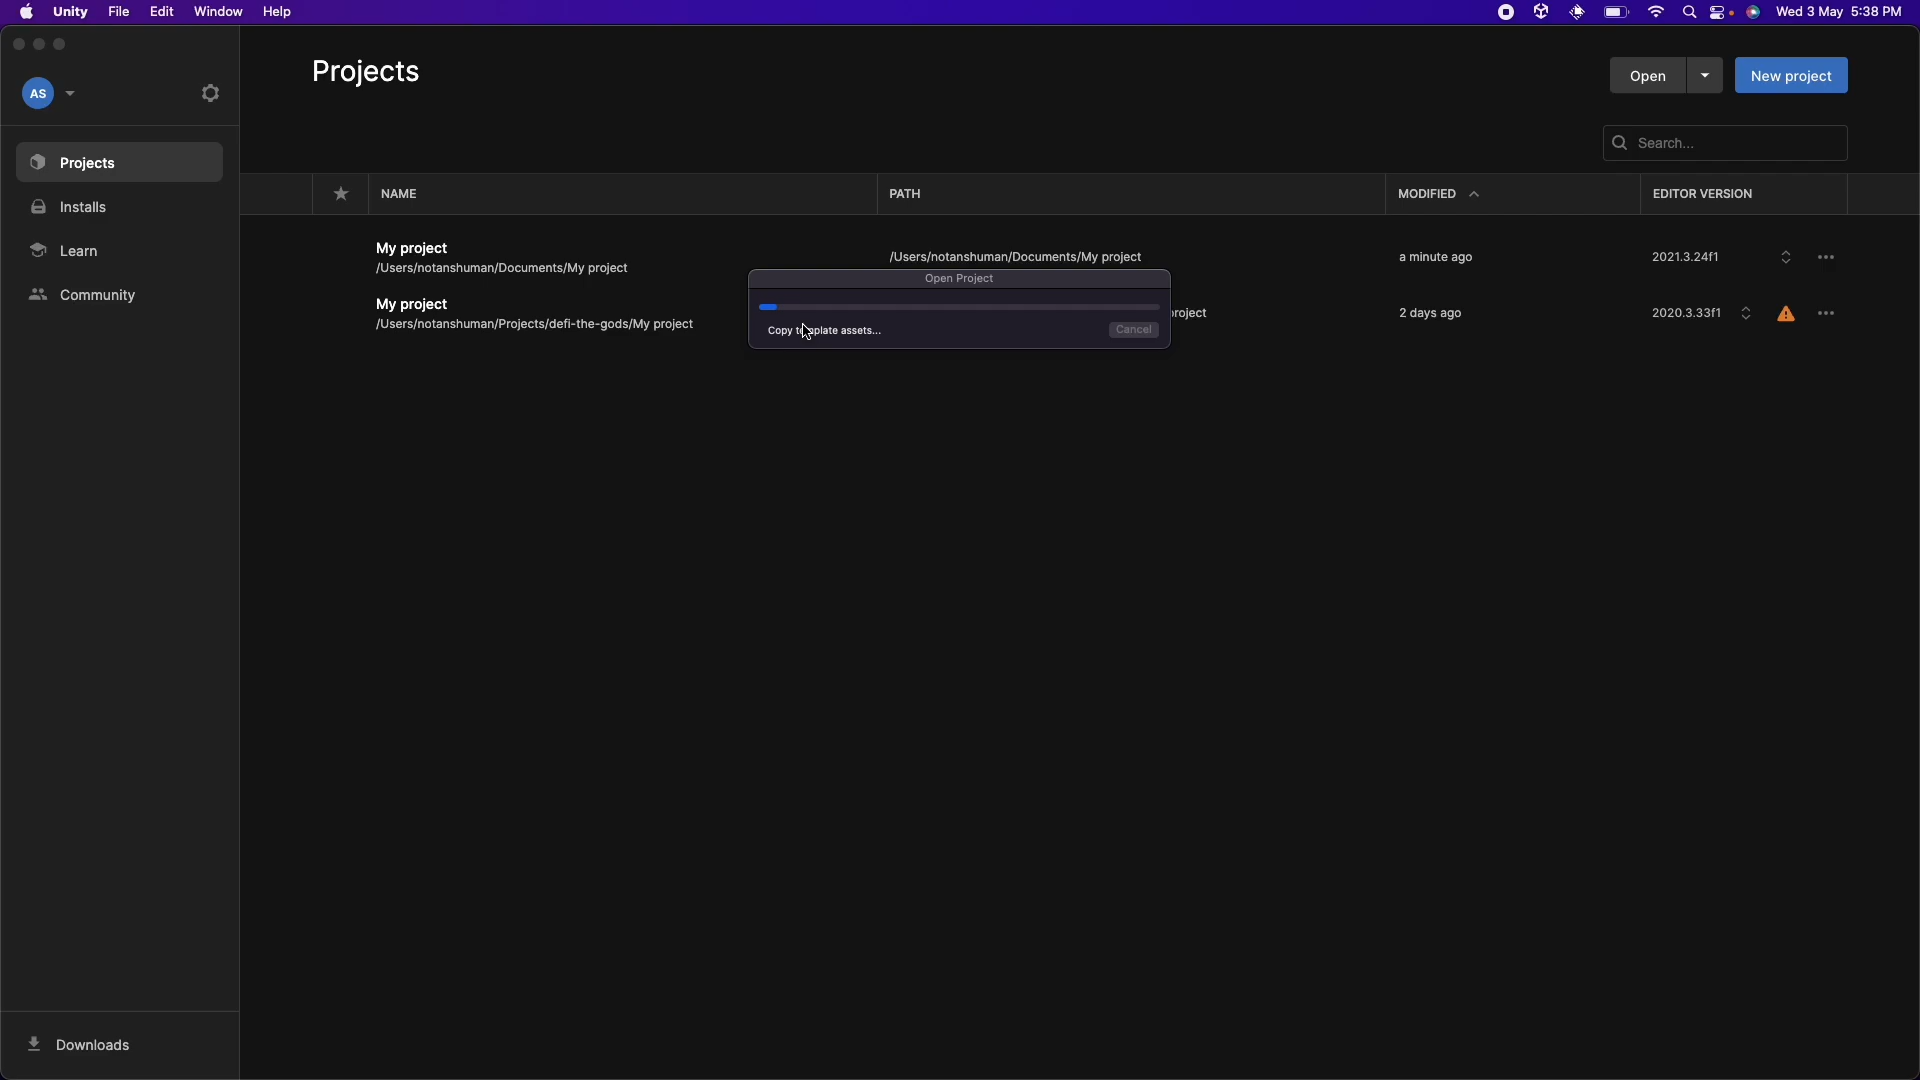 Unity File Edit Window Help Wed 3 May 5:38 PM
AS
Projects
Installs
Learn
Community
Downloads
Projects
Open
New project
Search...
NAME PATH MODIFIED EDITOR VERSION
My project
/Users/notanshuman/Documents/My project
/Users/notanshuman/Documents/My project
a minute ago
2021.3.24f1
My project
/Users/notanshuman/Projects/defi-the-gods/My project
roject
2 days ago
2020.3.33f1
Open Project
Copy template assets...
Cancel